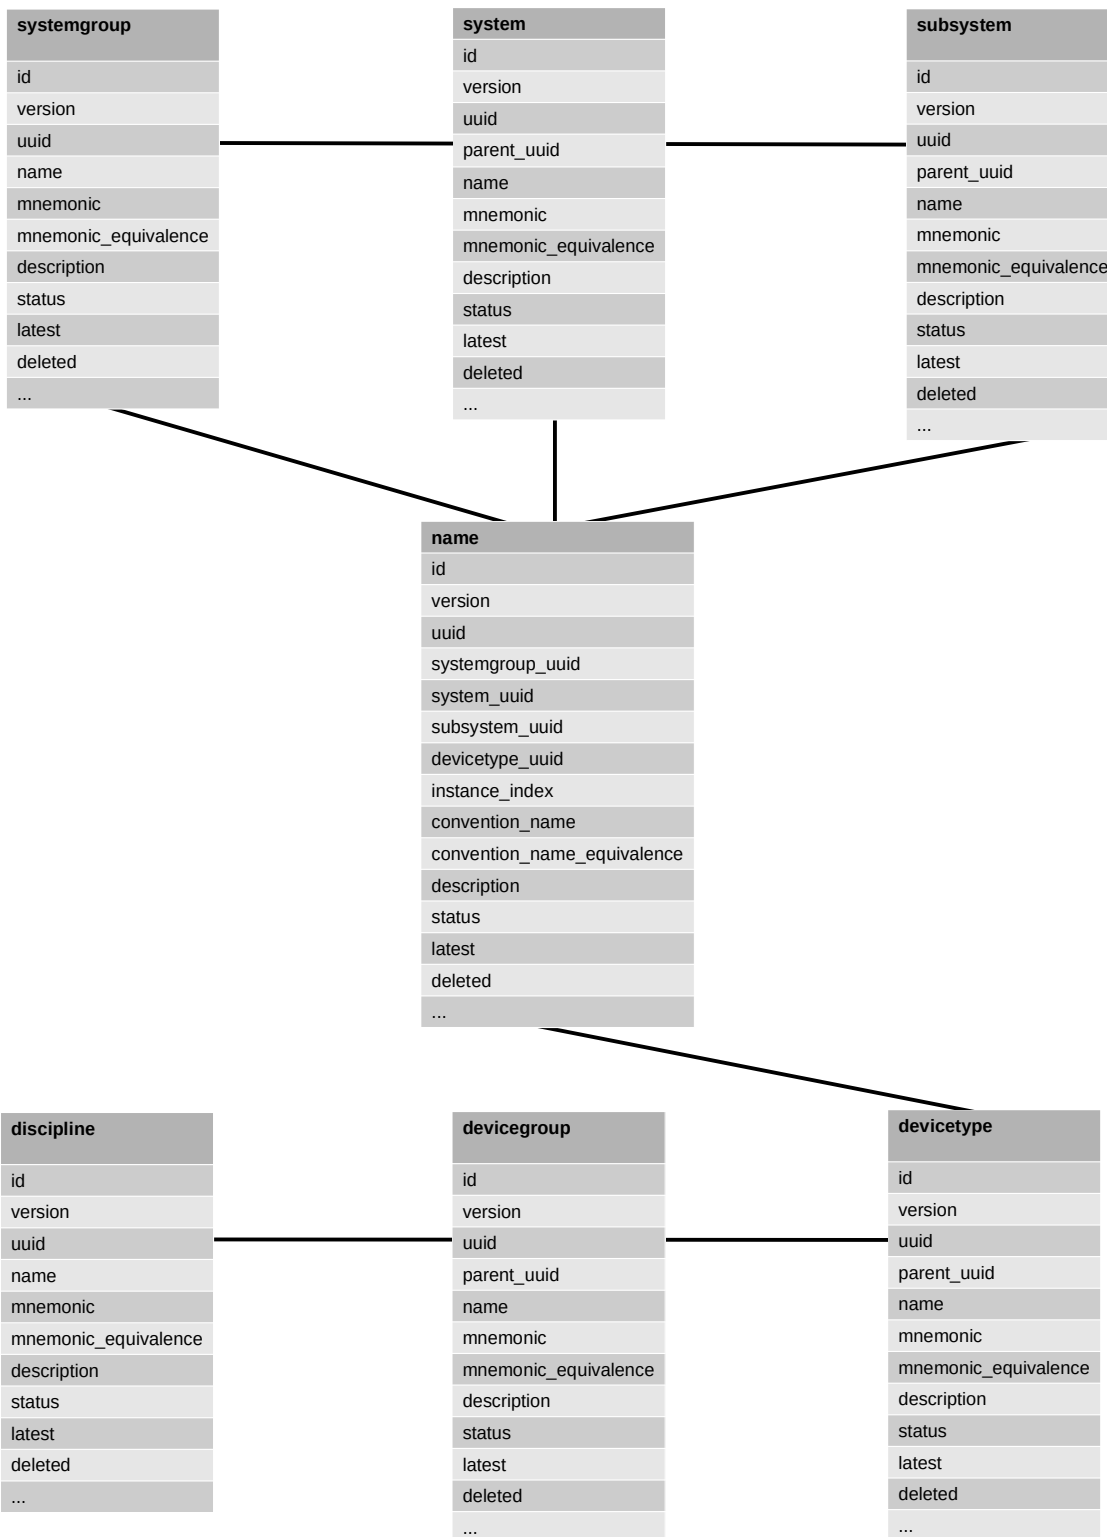 systemgroup
id
version
uuid
name
mnemonic
mnemonic_equivalence
description
status
latest
deleted
...
system
id
version
uuid
parent_uuid
name
mnemonic
mnemonic_equivalence
description
status
latest
deleted
...
subsystem
id
version
uuid
parent_uuid
name
mnemonic
mnemonic_equivalence
description
status
latest
deleted
...
name
id
version
uuid
systemgroup_uuid
system_uuid
subsystem_uuid
devicetype_uuid
instance_index
convention_name
convention_name_equivalence
description
status
latest
deleted
...
discipline
id
version
uuid
name
mnemonic
mnemonic_equivalence
description
status
latest
deleted
...
devicegroup
id
version
uuid
parent_uuid
name
mnemonic
mnemonic_equivalence
description
status
latest
deleted
...
devicetype
id
version
uuid
parent_uuid
name
mnemonic
mnemonic_equivalence
description
status
latest
deleted
...